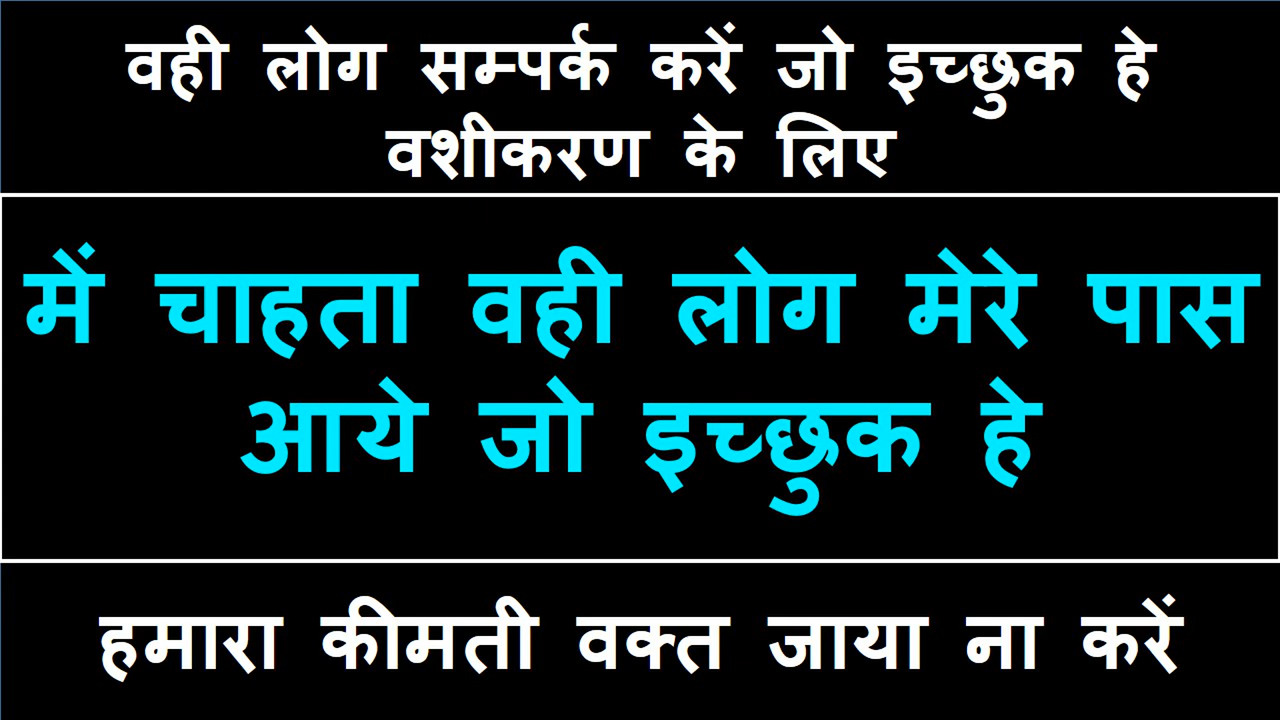 वही लोग सम्पर्क करें जो इच्छुक हे
वशीकरण के लिए
में चाहता वही लोग मेरे पास
आये जो इच्छुक हे
हमारा कीमती वक्त जाया ना करें